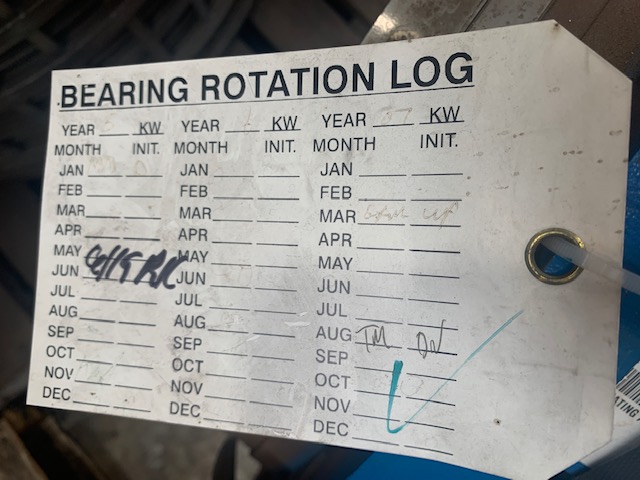 BEARING ROTATION LOG
YEAR KW YEAR KW YEAR KW
MONTH INIT. MONTH INIT. MONTH INIT.
JAN JAN JAN
FEB FEB FEB
MAR MAR MAR
APR APR APR
MAY MAY MAY
JUN 6/19 RK JUN JUN
JUL JUL JUL
AUG AUG AUG TM
SEP SEP SEP
OCT OCT OCT
NOV NOV NOV
DEC DEC DEC